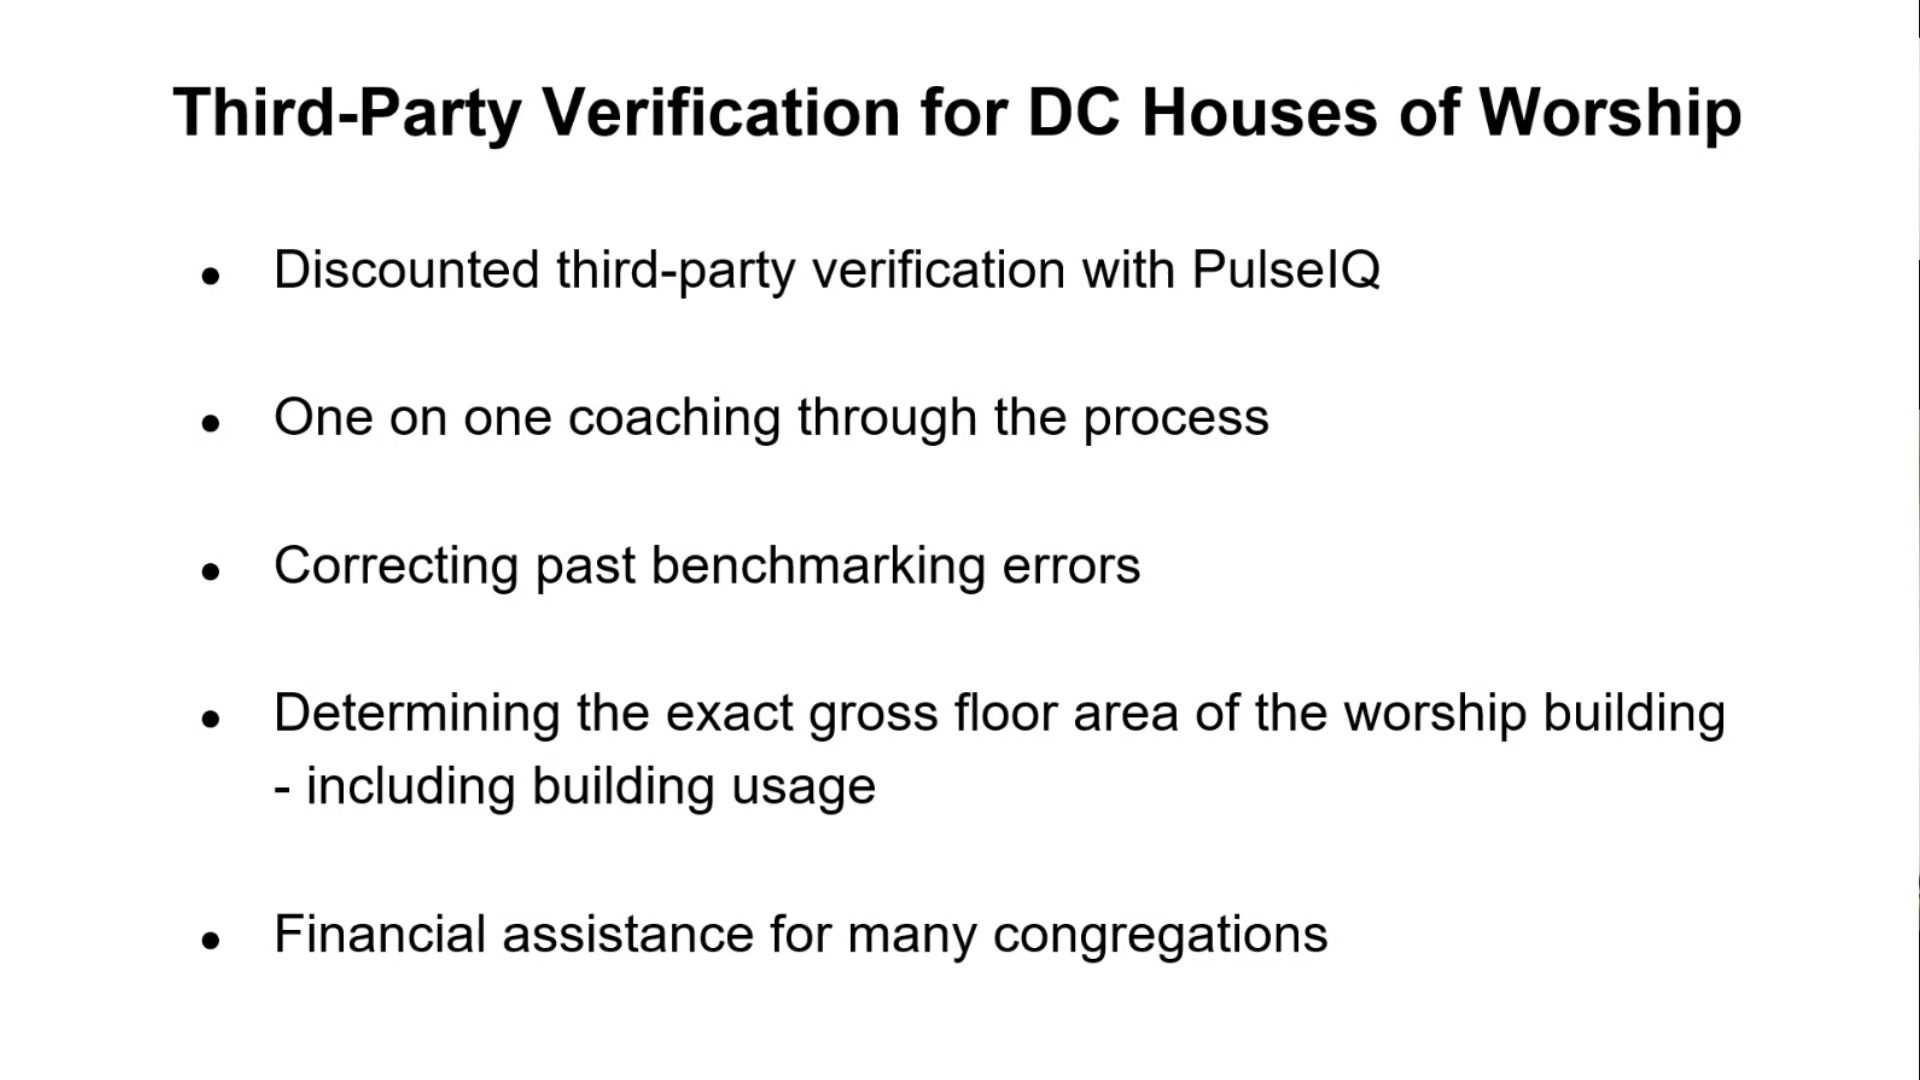 Third-Party Verification for DC Houses of Worship
● Discounted third-party verification with PulseIQ
● One on one coaching through the process
● Correcting past benchmarking errors
● Determining the exact gross floor area of the worship building
- including building usage
● Financial assistance for many congregations